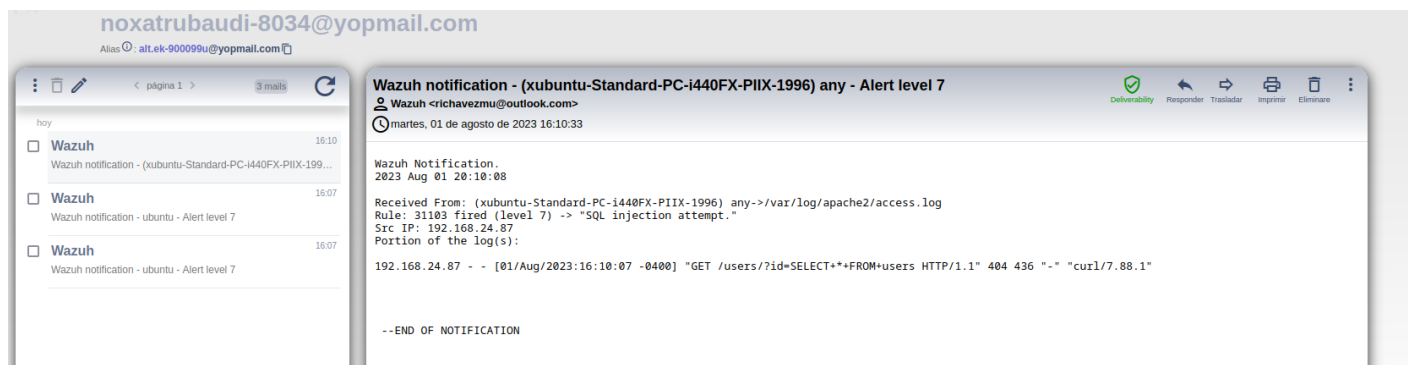 noxatrubaudi-8034@yopmail.com
Alias : alt.ek-900099u@yopmail.com
página 1
3 mails
hoy
Wazuh 16:10
Wazuh notification - (xubuntu-Standard-PC-i440FX-PIIX-199...
Wazuh 16:07
Wazuh notification - ubuntu - Alert level 7
Wazuh 16:07
Wazuh notification - ubuntu - Alert level 7
Wazuh notification - (xubuntu-Standard-PC-i440FX-PIIX-1996) any - Alert level 7
Wazuh <richavezmu@outlook.com>
martes, 01 de agosto de 2023 16:10:33
Deliverability Responder Trasladar Imprimir Eliminare
Wazuh Notification.
2023 Aug 01 20:10:08
Received From: (xubuntu-Standard-PC-i440FX-PIIX-1996) any->/var/log/apache2/access.log
Rule: 31103 fired (level 7) -> "SQL injection attempt."
Src IP: 192.168.24.87
Portion of the log(s):
192.168.24.87 - - [01/Aug/2023:16:10:07 -0400] "GET /users/?id=SELECT+*+FROM+users HTTP/1.1" 404 436 "-" "curl/7.88.1"
--END OF NOTIFICATION